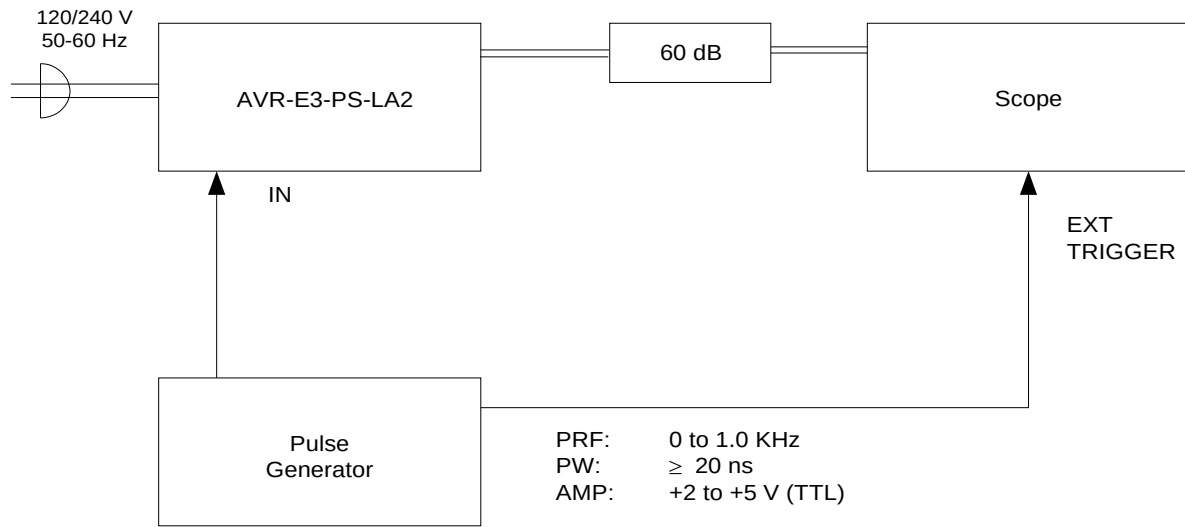 120/240 V
50-60 Hz
AVR-E3-PS-LA2
60 dB
Scope
IN
EXT
TRIGGER
Pulse
Generator
PRF: 0 to 1.0 KHz
PW: ≥ 20 ns
AMP: +2 to +5 V (TTL)